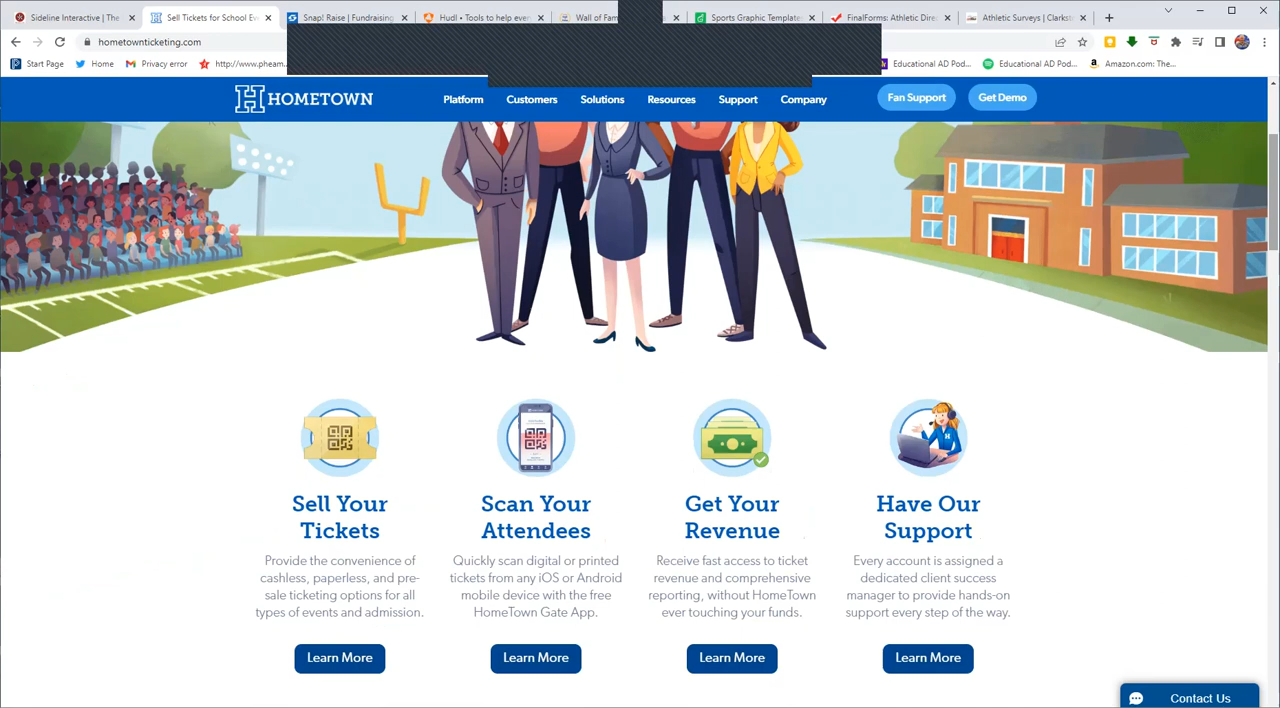 Sideline Interactive | The
Sell Tickets for School Eve
Snap! Raise | Fundraising
Hudl • Tools to help ever
Wall of Fam
Sports Graphic Template
FinalForms: Athletic Dire
Athletic Surveys | Clarkst
hometownticketing.com
Start Page
Twitter
Home
Privacy error
http://www.pheam...
Educational AD Pod...
Educational AD Pod...
Amazon.com: The...
HOMETOWN
Platform
Customers
Solutions
Resources
Support
Company
Fan Support
Get Demo
Sell Your
Tickets
Provide the convenience of
cashless, paperless, and pre-
sale ticketing options for all
types of events and admission.
Learn More
Scan Your
Attendees
Quickly scan digital or printed
tickets from any iOS or Android
mobile device with the free
HomeTown Gate App.
Learn More
Get Your
Revenue
Receive fast access to ticket
revenue and comprehensive
reporting, without HomeTown
ever touching your funds.
Learn More
Have Our
Support
Every account is assigned a
dedicated client success
manager to provide hands-on
support every step of the way.
Learn More
Contact Us